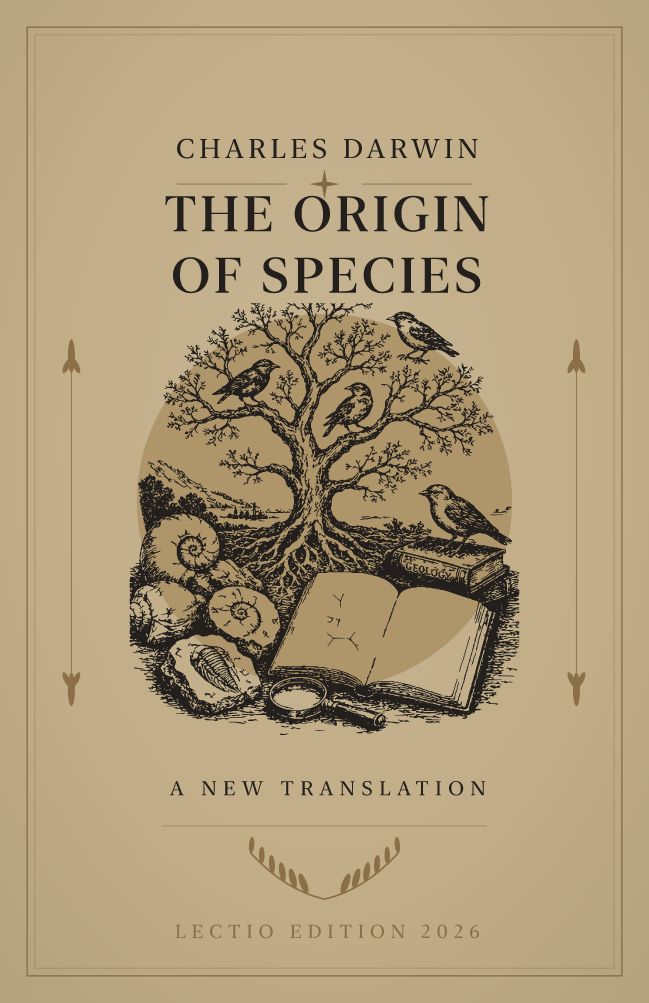 CHARLES DARWIN
THE ORIGIN
OF SPECIES
GEOLOGY
A NEW TRANSLATION
LECTIO EDITION 2026